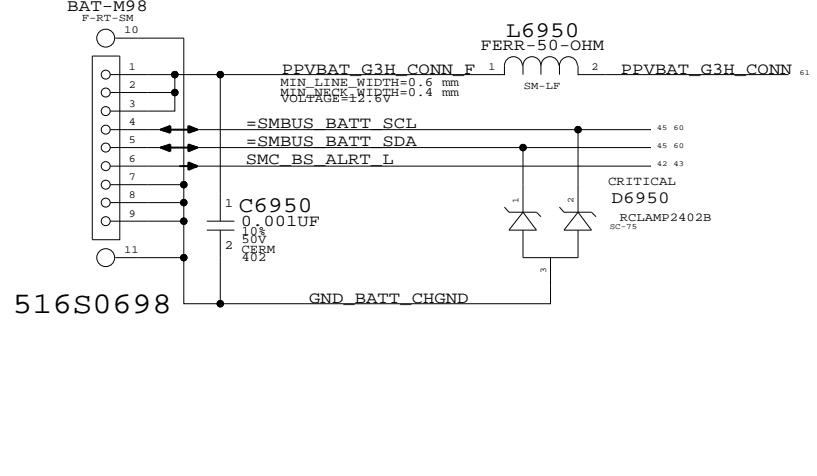 BAT-M98
F-RT-SM
10
1
2
3
4
5
6
7
8
9
11
516S0698
PPVBAT_G3H_CONN_F
MIN_LINE_WIDTH=0.6 mm
MIN_NECK_WIDTH=0.4 mm
VOLTAGE=12.6V
L6950
FERR-50-OHM
1
2
SM-LF
PPVBAT_G3H_CONN
61
=SMBUS_BATT_SCL
45 60
=SMBUS_BATT_SDA
45 60
SMC_BS_ALRT_L
42 43
1
C6950
0.001UF
10%
50V
2
CERM
402
CRITICAL
D6950
RCLAMP2402B
SC-75
1
2
3
GND_BATT_CHGND